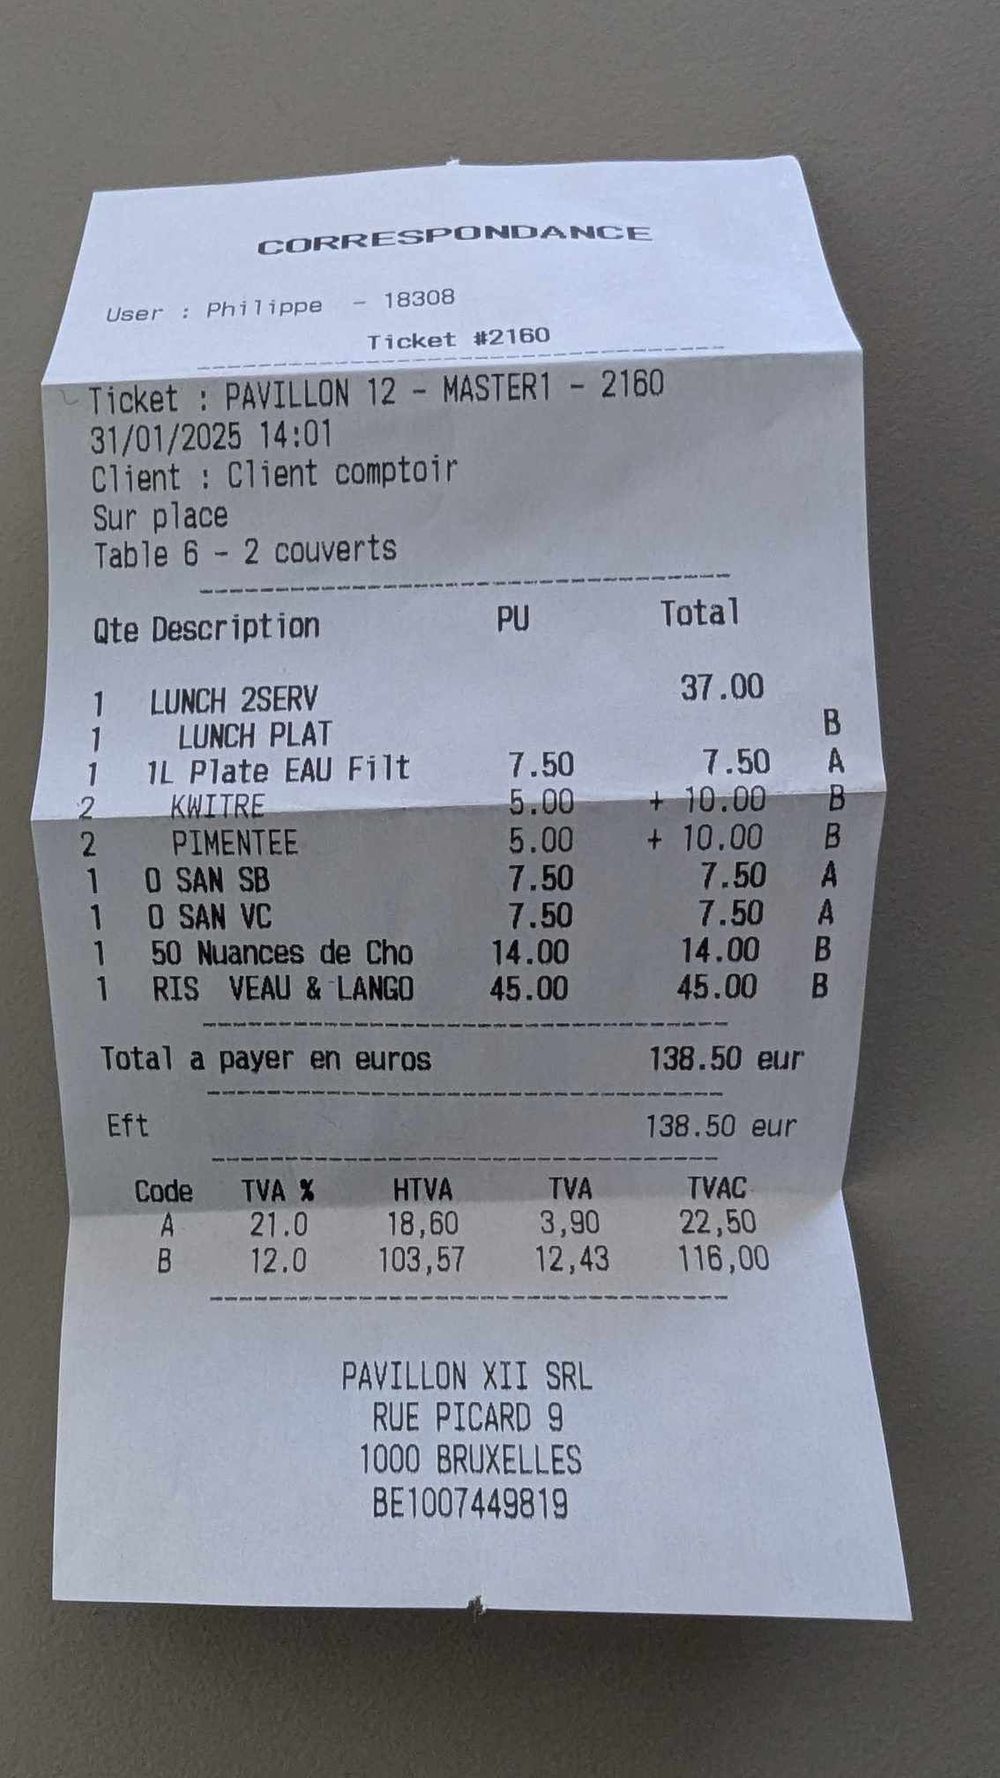 CORRESPONDANCE
User : Philippe - 18308
Ticket #2160
Ticket : PAVILLON 12 - MASTER1 - 2160
31/01/2025 14:01
Client : Client comptoir
Sur place
Table 6 - 2 couverts
Qte Description PU Total
1 LUNCH 2SERV 37.00
1 LUNCH PLAT B
1 1L Plate EAU Filt 7.50 7.50 A
2 KWITRE 5.00 + 10.00 B
2 PIMENTEE 5.00 + 10.00 B
1 O SAN SB 7.50 7.50 A
1 O SAN VC 7.50 7.50 A
1 50 Nuances de Cho 14.00 14.00 B
1 RIS VEAU & LANGO 45.00 45.00 B
Total a payer en euros 138.50 eur
Eft 138.50 eur
Code TVA % HTVA TVA TVAC
A 21.0 18,60 3,90 22,50
B 12.0 103,57 12,43 116,00
PAVILLON XII SRL
RUE PICARD 9
1000 BRUXELLES
BE1007449819